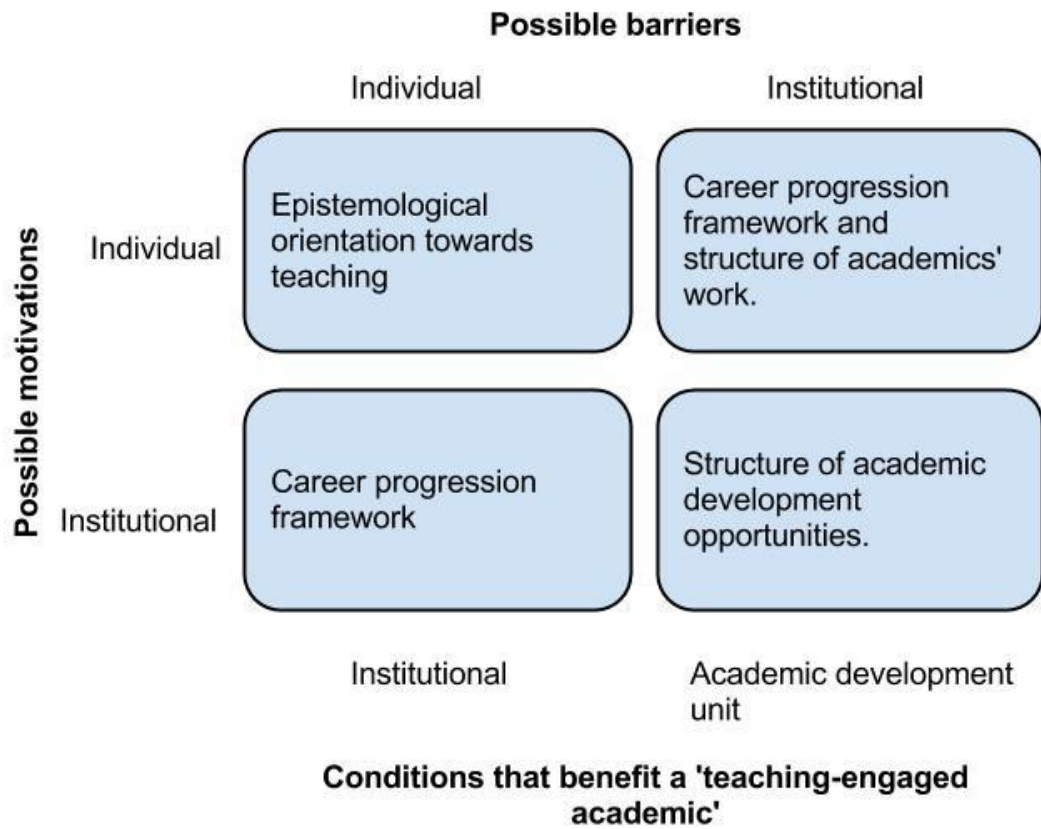 Possible barriers
Individual
Institutional
Possible motivations
Individual
Epistemological
orientation towards
teaching
Career progression
framework and
structure of academics'
work.
Institutional
Career progression
framework
Structure of academic
development
opportunities.
Institutional
Academic development
unit
Conditions that benefit a 'teaching-engaged
academic'